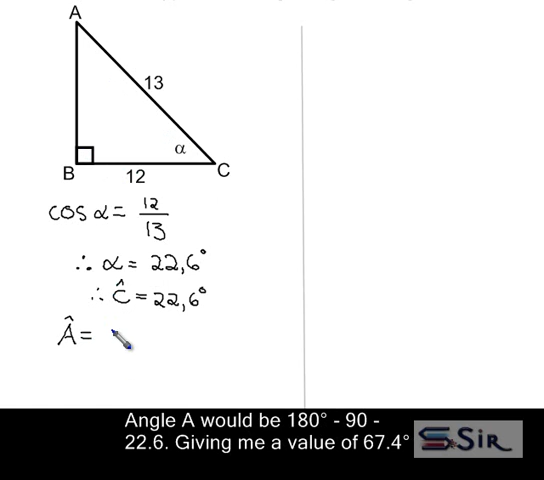 A
13
α
B
12
C
cos α = 12/13
∴ α = 22,6°
∴ Ĉ = 22,6°
Â =
Angle A would be 180° - 90 -
22.6. Giving me a value of 67.4°
SSiR